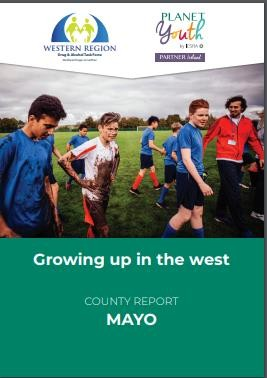 WESTERN REGION
Drug & Alcohol Task Force
PLANET
Youth
by ICSRA
PARTNER Ireland
Growing up in the west
COUNTY REPORT
MAYO